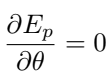 ∂E_p/∂θ = 0